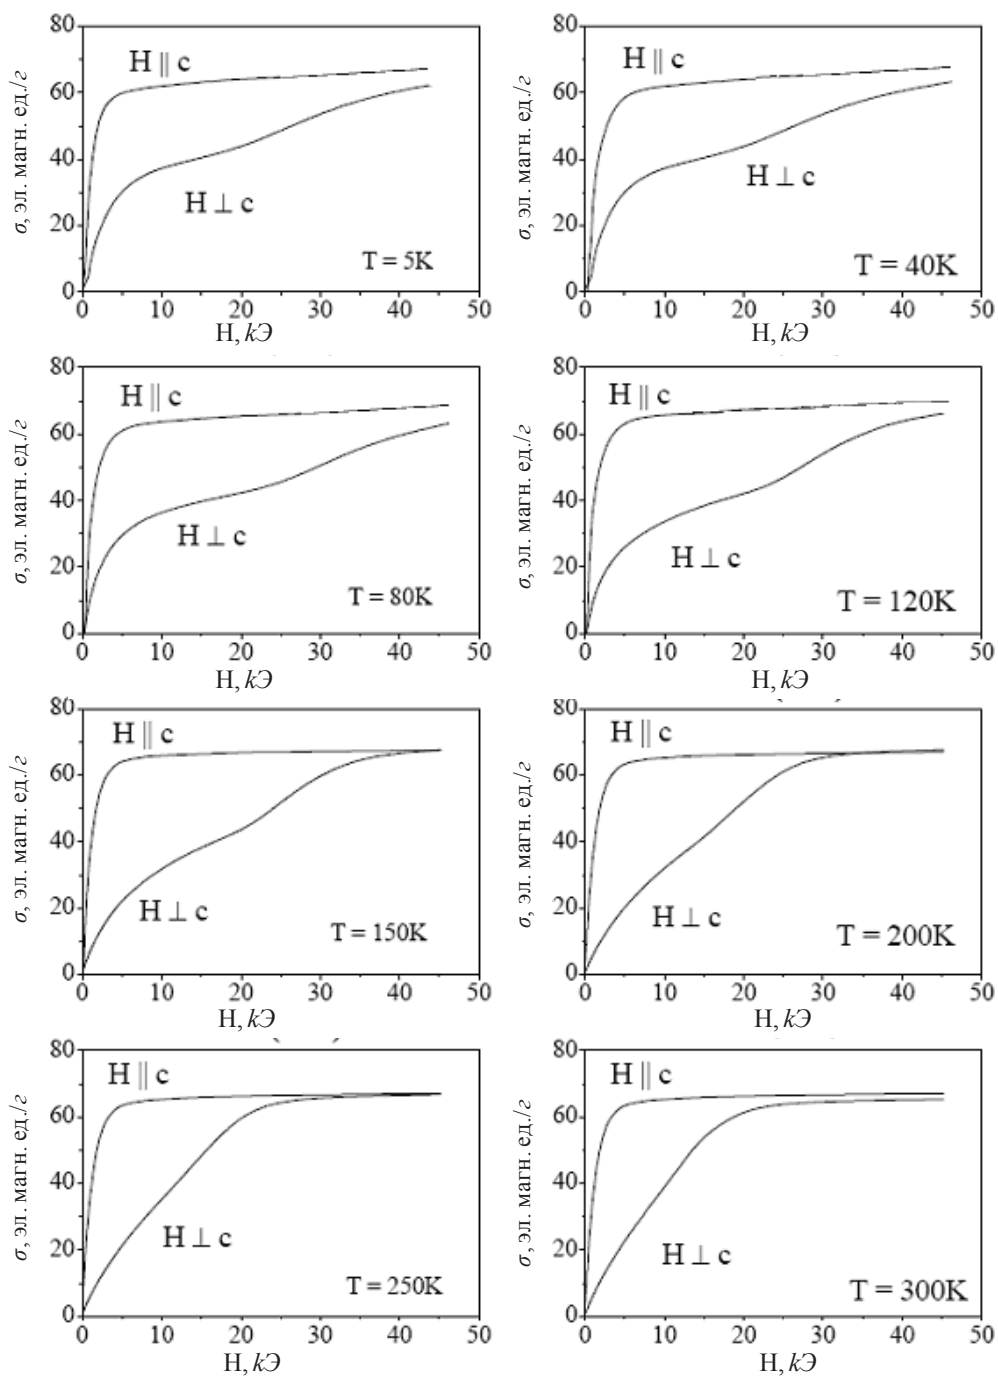 80
60
40
20
0
σ, эл. магн. ед./г
H || c
H ⊥ c
T = 5K
0 10 20 30 40 50
H, kЭ
80
60
40
20
0
σ, эл. магн. ед./г
H || c
H ⊥ c
T = 40K
0 10 20 30 40 50
H, kЭ
80
60
40
20
0
σ, эл. магн. ед./г
H || c
H ⊥ c
T = 80K
0 10 20 30 40 50
H, kЭ
80
60
40
20
0
σ, эл. магн. ед./г
H || c
H ⊥ c
T = 120K
0 10 20 30 40 50
H, kЭ
80
60
40
20
0
σ, эл. магн. ед./г
H || c
H ⊥ c
T = 150K
0 10 20 30 40 50
H, kЭ
80
60
40
20
0
σ, эл. магн. ед./г
H || c
H ⊥ c
T = 200K
0 10 20 30 40 50
H, kЭ
80
60
40
20
0
σ, эл. магн. ед./г
H || c
H ⊥ c
T = 250K
0 10 20 30 40 50
H, kЭ
80
60
40
20
0
σ, эл. магн. ед./г
H || c
H ⊥ c
T = 300K
0 10 20 30 40 50
H, kЭ